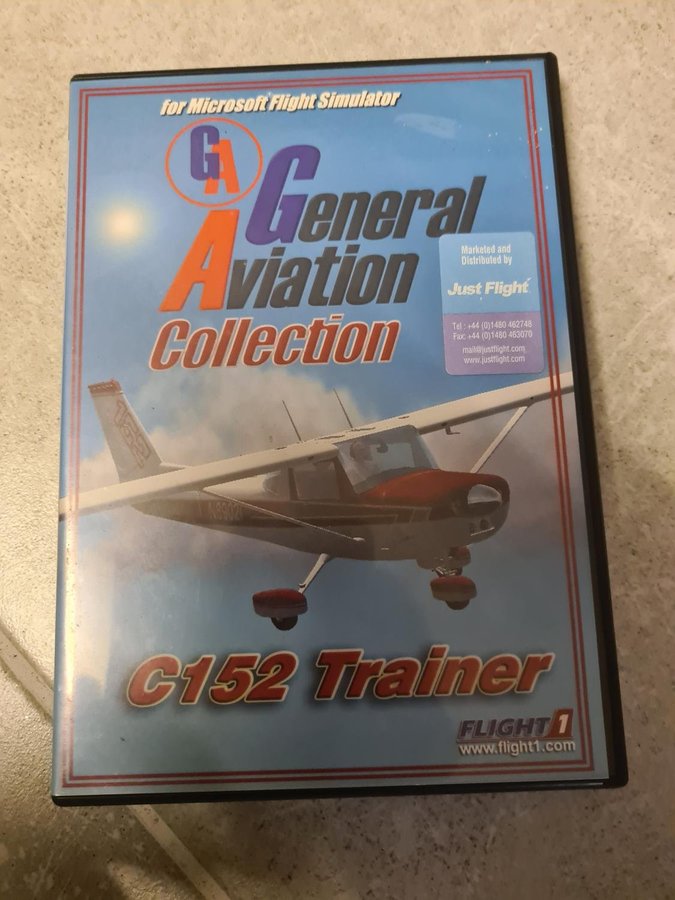 for Microsoft Flight Simulator
GA
General
Aviation
Collection
Marketed and
Distributed by
Just Flight
Tel : +44 (0)1480 462748
Fax: +44 (0)1480 463070
mail@justflight.com
www.justflight.com
152
C152 Trainer
FLIGHT 1
www.flight1.com